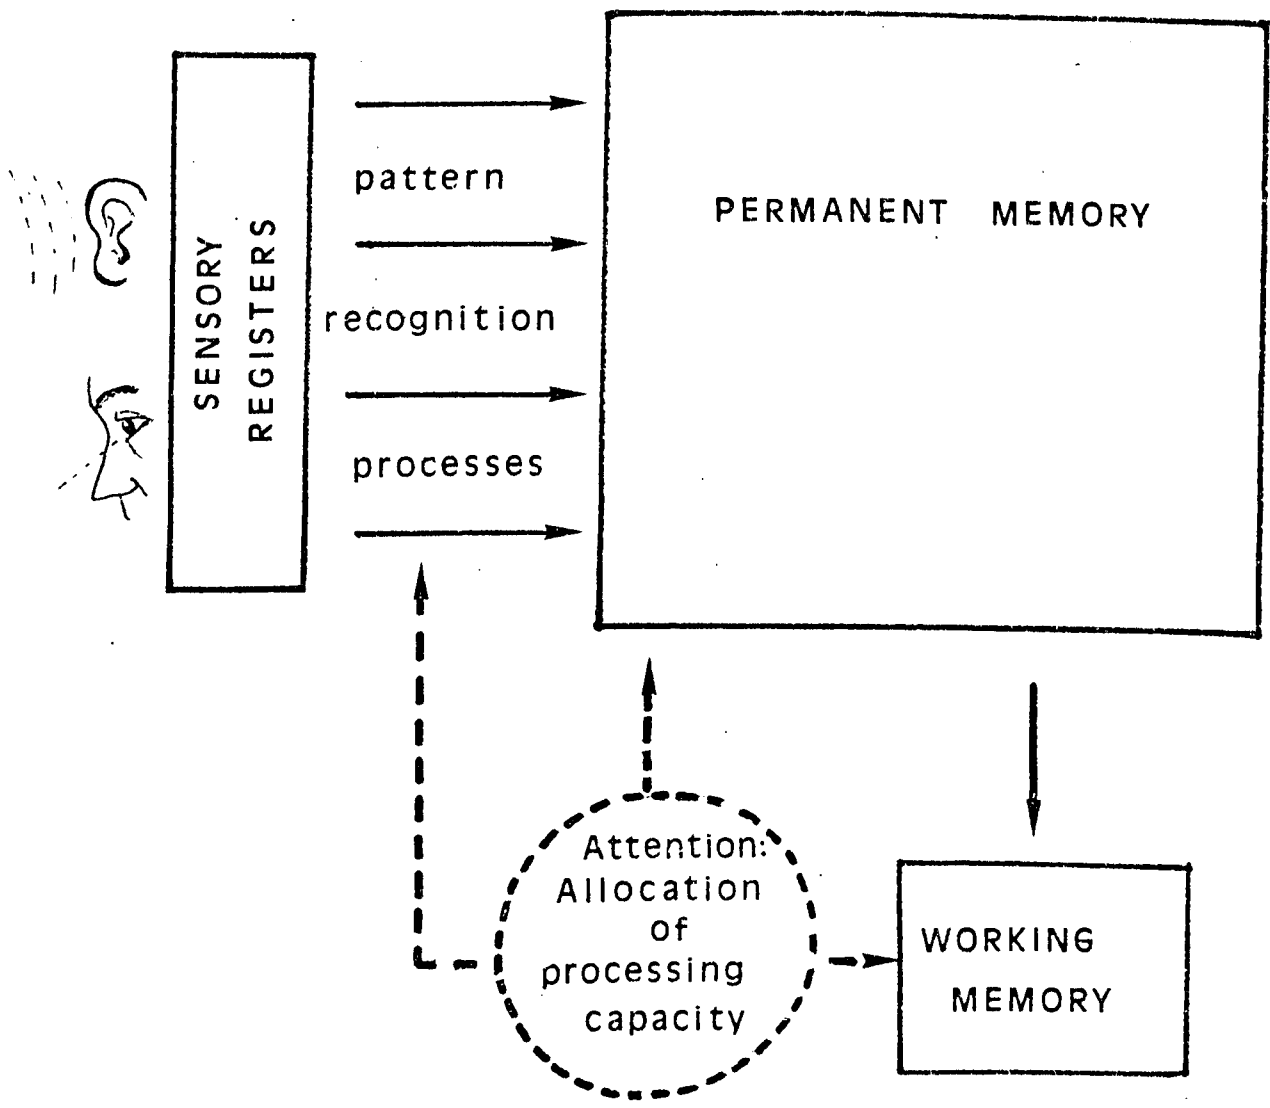 SENSORY
REGISTERS
pattern
recognition
processes
PERMANENT MEMORY
Attention:
Allocation
of
processing
capacity
WORKING
MEMORY